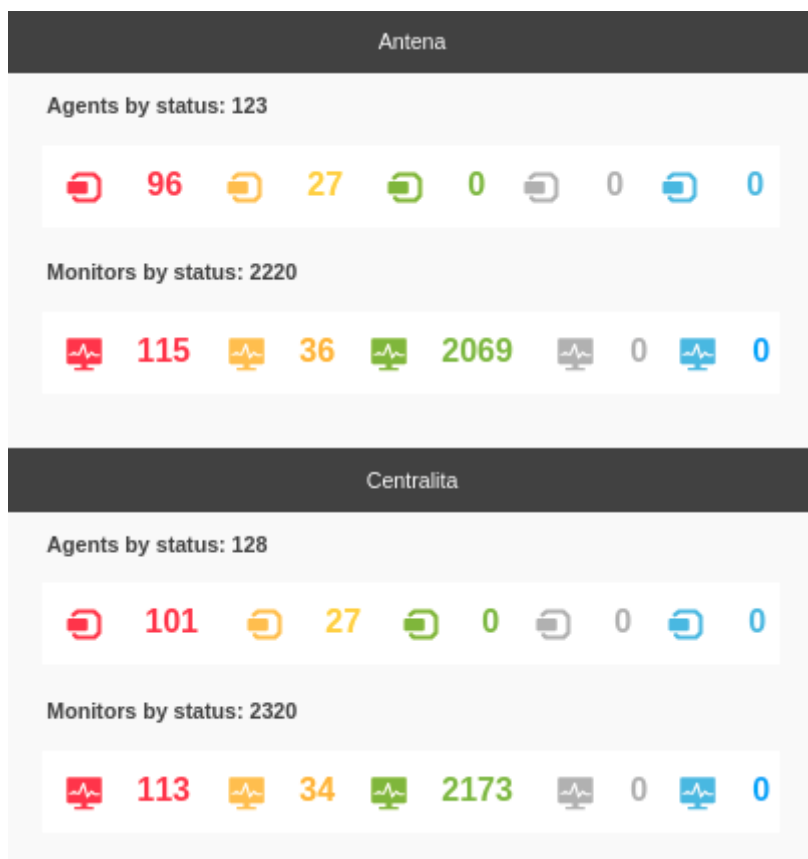 Antena
Agents by status: 123
96 27 0 0 0
Monitors by status: 2220
115 36 2069 0 0
Centralita
Agents by status: 128
101 27 0 0 0
Monitors by status: 2320
113 34 2173 0 0